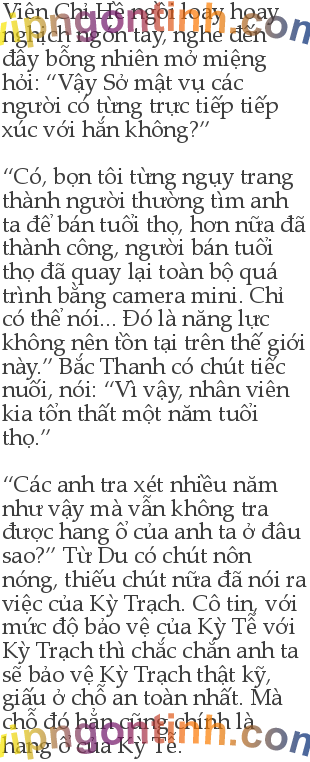 Viên Chỉ Hề ngồi máy hoay
nghịch ngón tay, nghe đến
đây bỗng nhiên mở miệng
hỏi: “Vậy Sở mật vụ các
người có từng trực tiếp tiếp
xúc với hắn không?”
“Có, bọn tôi từng ngụy trang
thành người thường tìm anh
ta để bán tuổi thọ, hơn nữa đã
thành công, người bán tuổi
thọ đã quay lại toàn bộ quá
trình bằng camera mini. Chỉ
có thể nói... Đó là năng lực
không nên tồn tại trên thế giới
này.” Bắc Thanh có chút tiếc
nuối, nói: “Vì vậy, nhân viên
kia tổn thất một năm tuổi
thọ.”
“Các anh tra xét nhiều năm
như vậy mà vẫn không tra
được hang ổ của anh ta ở đâu
sao?” Từ Du có chút nôn
nóng, thiếu chút nữa đã nói ra
việc của Kỳ Trạch. Cô tin, với
mức độ bảo vệ của Kỳ Tễ với
Kỳ Trạch thì chắc chắn anh ta
sẽ bảo vệ Kỳ Trạch thật kỹ,
giấu ở chỗ an toàn nhất. Mà
chỗ đó hẳn cũng chính là
hang ổ của Kỳ Tễ.
vipngontinh.com
vipngontinh.com